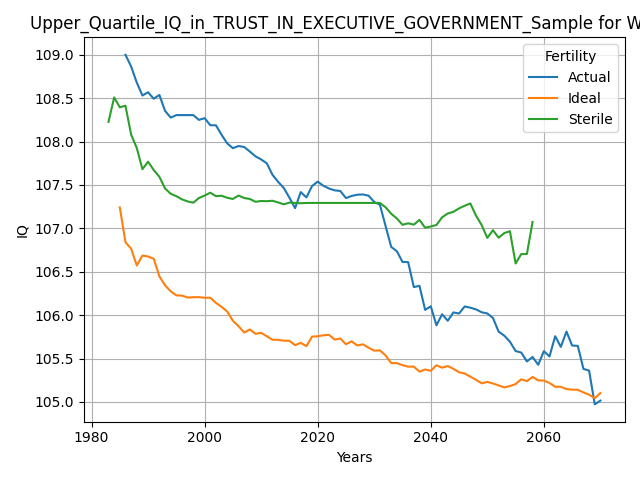 Upper_Quartile_IQ_in_TRUST_IN_EXECUTIVE_GOVERNMENT_Sample for W
109.0
108.5
108.0
107.5
107.0
106.5
106.0
105.5
105.0
IQ
Fertility
Actual
Ideal
Sterile
1980
2000
2020
2040
2060
Years